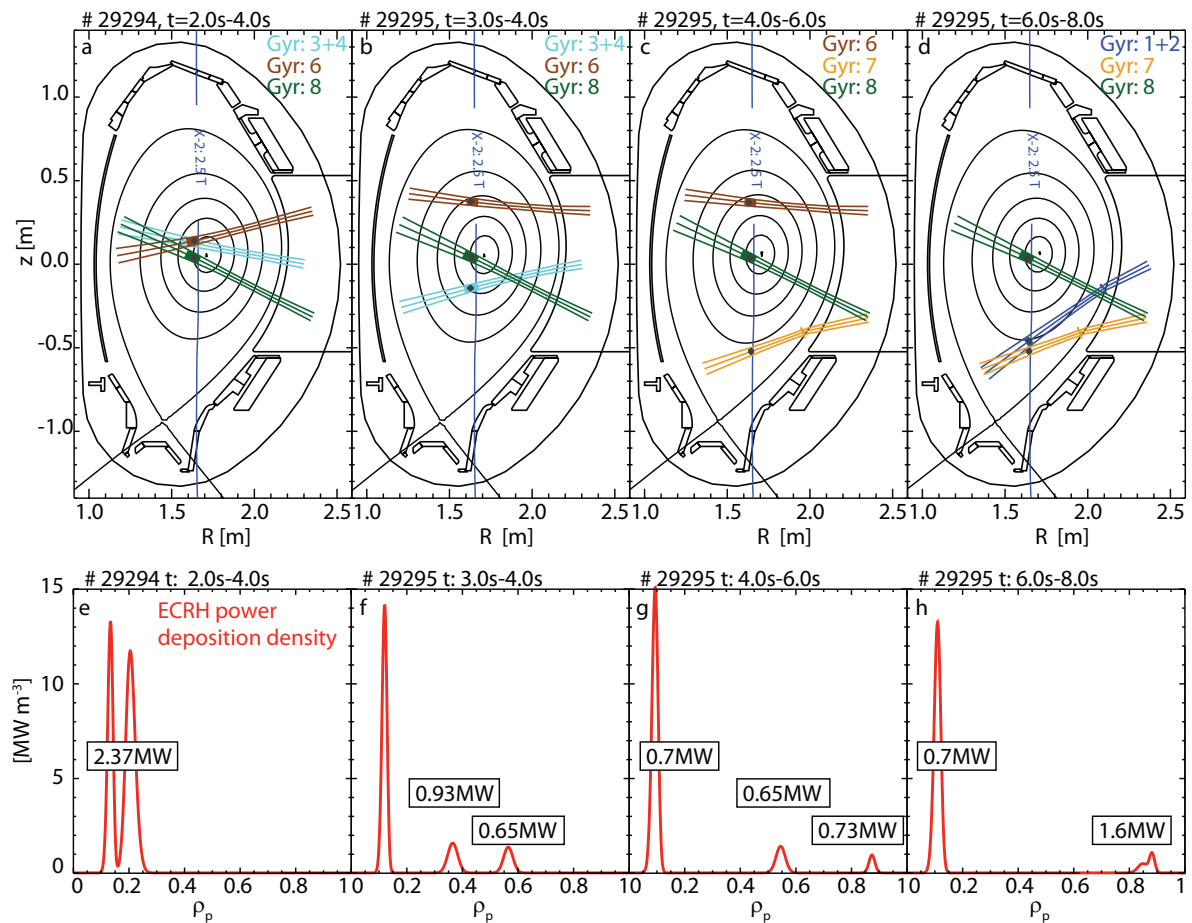 # 29294, t=2.0s-4.0s
# 29295, t=3.0s-4.0s
# 29295, t=4.0s-6.0s
# 29295, t=6.0s-8.0s
a
Gyr: 3+4
Gyr: 6
Gyr: 8
b
Gyr: 3+4
Gyr: 6
Gyr: 8
c
Gyr: 6
Gyr: 7
Gyr: 8
d
Gyr: 1+2
Gyr: 7
Gyr: 8
X-2: 2.5 T
X-2: 2.5 T
X-2: 2.5 T
X-2: 2.5 T
z [m]
1.0
0.5
0.0
-0.5
-1.0
1.0 1.5 2.0 2.5
1.0 1.5 2.0 2.5
1.0 1.5 2.0 2.5
1.0 1.5 2.0 2.5
R [m]
R [m]
R [m]
R [m]
# 29294 t: 2.0s-4.0s
# 29295 t: 3.0s-4.0s
# 29295 t: 4.0s-6.0s
# 29295 t: 6.0s-8.0s
[MW m⁻³]
15
10
5
0
e
ECRH power
deposition density
2.37MW
f
0.93MW
0.65MW
g
0.7MW
0.65MW
0.73MW
h
0.7MW
1.6MW
0 0.2 0.4 0.6 0.8 1
0 0.2 0.4 0.6 0.8 1
0 0.2 0.4 0.6 0.8 1
0 0.2 0.4 0.6 0.8 1
ρp
ρp
ρp
ρp